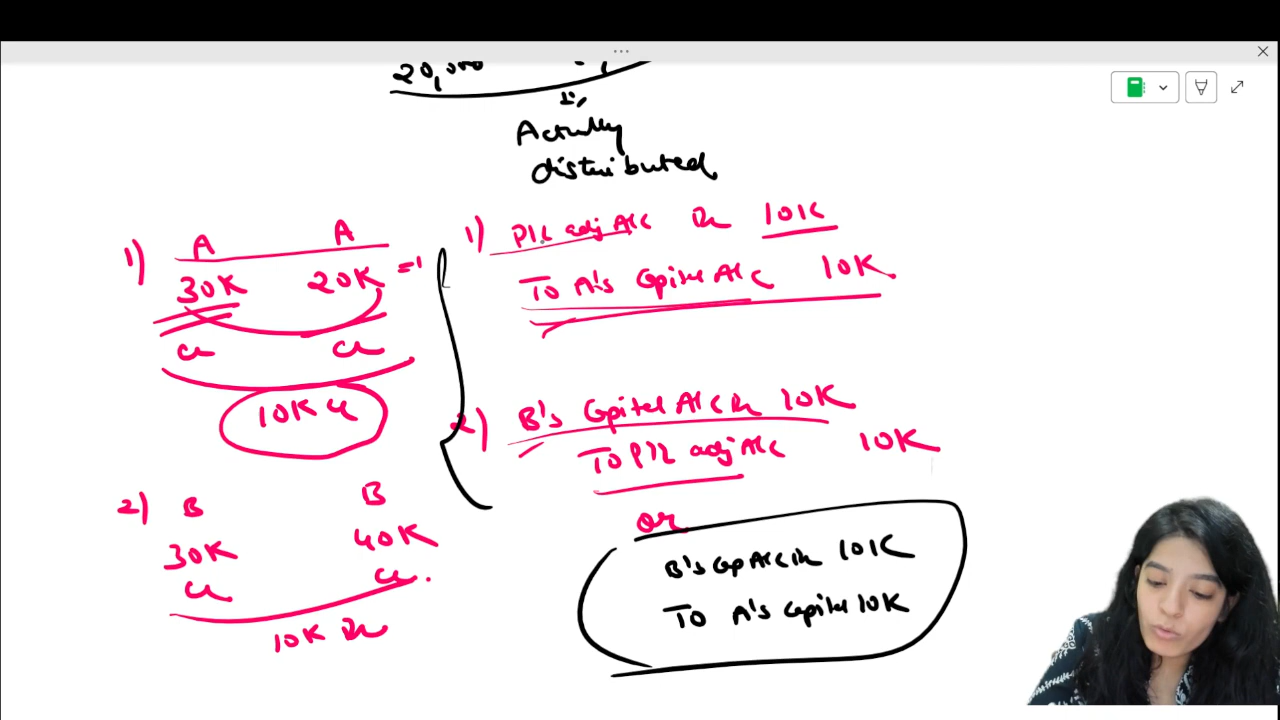 20,000
Actually
distributed
1) A A
30K 20K =1
Cr Cr
10K Cr
2) B B
30K 40K
Cr Cr.
10K Dr
1) P/L adj A/c Dr 10K
To A's Capital A/c 10K
2) B's Capital A/c Dr 10K
To P/L adj A/c 10K
or
B's Cap A/c Dr 10K
To A's Capital 10K